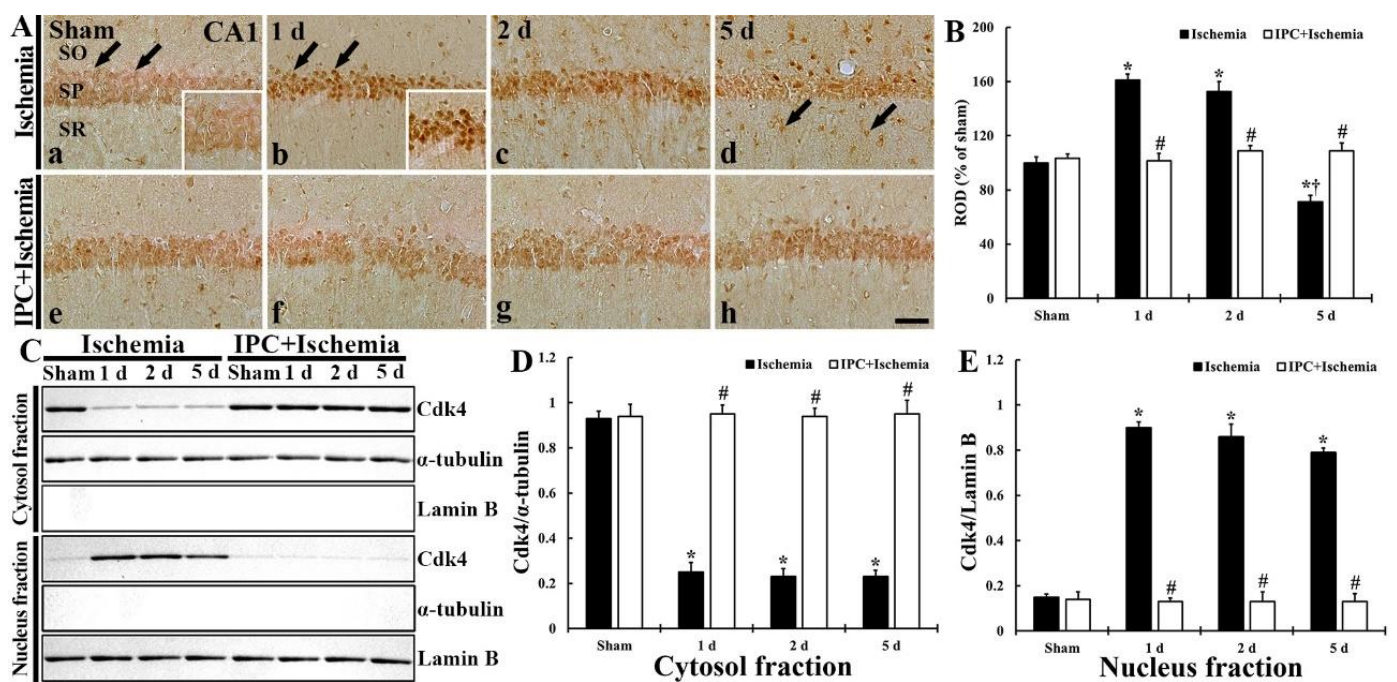 A
Ischemia
Sham
CA1
SO
SP
SR
a
1 d
b
2 d
c
5 d
d
IPC+Ischemia
e
f
g
h
B
Ischemia
IPC+Ischemia
ROD (% of sham)
200
160
120
80
40
0
*
#
*
#
*†
#
Sham
1 d
2 d
5 d
C
Ischemia
IPC+Ischemia
Sham 1 d 2 d 5 d Sham 1 d 2 d 5 d
Cytosol fraction
Cdk4
α-tubulin
Lamin B
Nucleus fraction
Cdk4
α-tubulin
Lamin B
D
Ischemia
IPC+Ischemia
Cdk4/α-tubulin
1.2
1
0.8
0.6
0.4
0.2
0
*
#
*
#
*
#
Sham
1 d
2 d
5 d
Cytosol fraction
E
Ischemia
IPC+Ischemia
Cdk4/Lamin B
1.2
1
0.8
0.6
0.4
0.2
0
*
#
*
#
*
#
Sham
1 d
2 d
5 d
Nucleus fraction